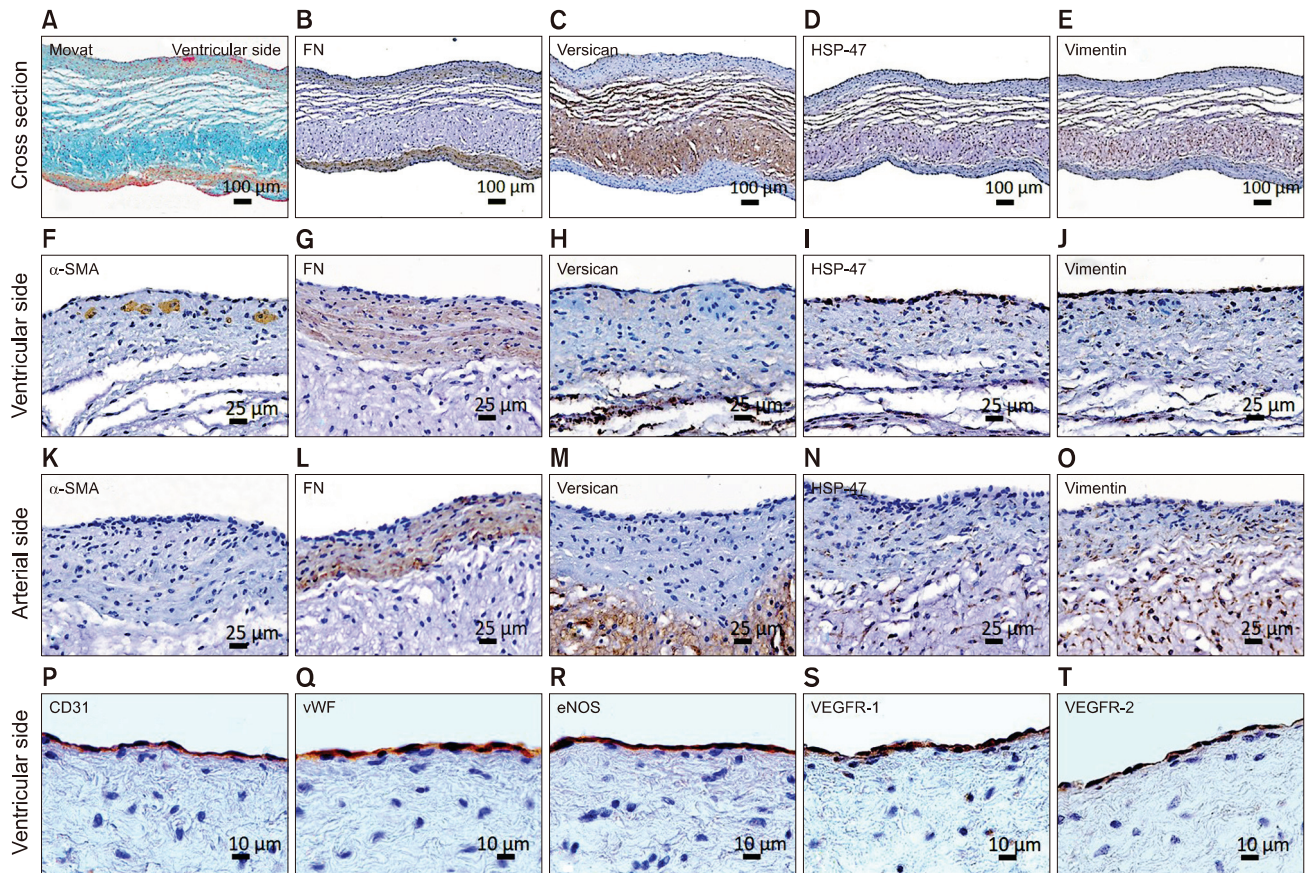 A B C D E
Cross section
Movat Ventricular side FN Versican HSP-47 Vimentin
100 µm 100 µm 100 µm 100 µm 100 µm
F G H I J
Ventricular side
α-SMA FN Versican HSP-47 Vimentin
25 µm 25 µm 25 µm 25 µm 25 µm
K L M N O
Arterial side
α-SMA FN Versican HSP-47 Vimentin
25 µm 25 µm 25 µm 25 µm 25 µm
P Q R S T
Ventricular side
CD31 vWF eNOS VEGFR-1 VEGFR-2
10 µm 10 µm 10 µm 10 µm 10 µm